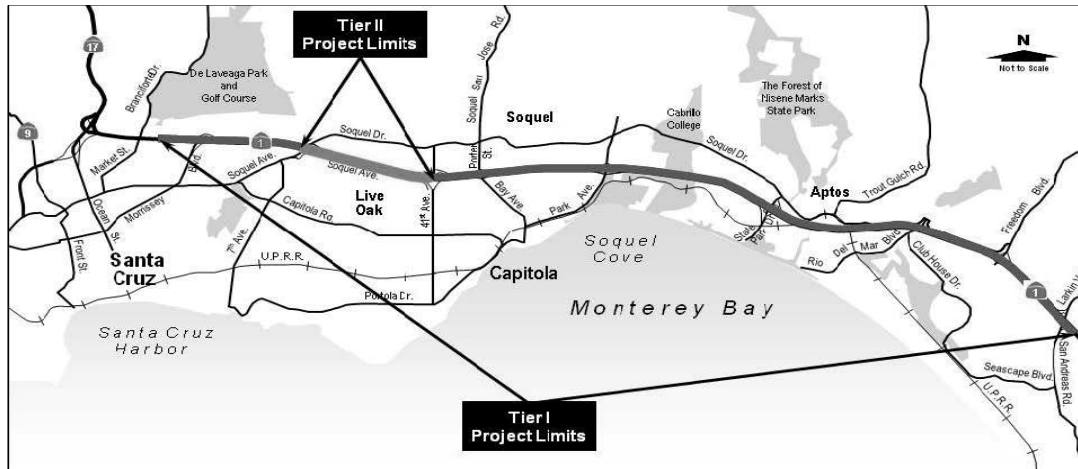 Tier II
Project Limits
N
Not to Scale
17
Branciforte Dr.
De Laveaga Park
and
Golf Course
Soquel San Jose Rd.
Porter St.
The Forest of
Nisene Marks
State Park
Cabrillo
College
Soquel
9
1
Soquel Dr.
Soquel Dr.
Market St.
Blvd.
Morrissey
Soquel Ave.
Soquel Ave.
Live
Oak
41st Ave.
Bay Ave.
Park Ave.
Aptos
Trout Gulch Rd.
Freedom Blvd.
Ocean St.
Front St.
7th Ave.
Capitola Rd.
State Park Dr.
Rio Del Mar Blvd.
Club House Dr.
Soquel
Cove
Santa
Cruz
U.P.R.R.
Capitola
Portola Dr.
Monterey Bay
1
San Andreas Rd.
Santa Cruz
Harbor
Seascape Blvd.
U.P.R.R.
Tier I
Project Limits